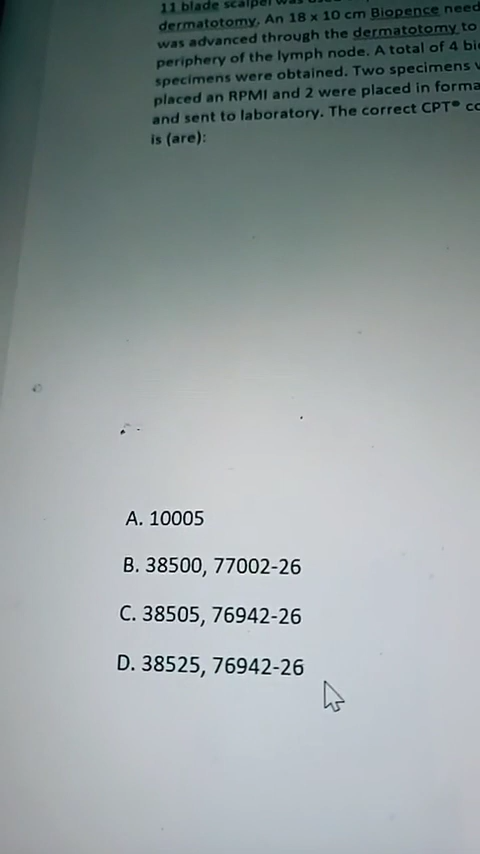 11 blade scalpel was
dermatotomy. An 18 x 10 cm Biopence need
was advanced through the dermatotomy to
periphery of the lymph node. A total of 4 bi
specimens were obtained. Two specimens
placed an RPMI and 2 were placed in forma
and sent to laboratory. The correct CPT® co
is (are):
A. 10005
B. 38500, 77002-26
C. 38505, 76942-26
D. 38525, 76942-26